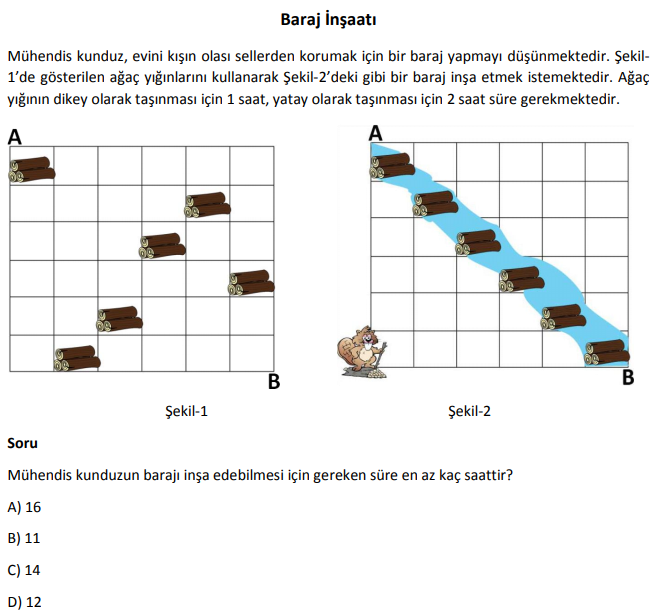 Baraj İnşaatı
Mühendis kunduz, evini kışın olası sellerden korumak için bir baraj yapmayı düşünmektedir. Şekil-
1’de gösterilen ağaç yığınlarını kullanarak Şekil-2’deki gibi bir baraj inşa etmek istemektedir. Ağaç
yığının dikey olarak taşınması için 1 saat, yatay olarak taşınması için 2 saat süre gerekmektedir.
A
A
B
B
Şekil-1
Şekil-2
Soru
Mühendis kunduzun barajı inşa edebilmesi için gereken süre en az kaç saattir?
A) 16
B) 11
C) 14
D) 12